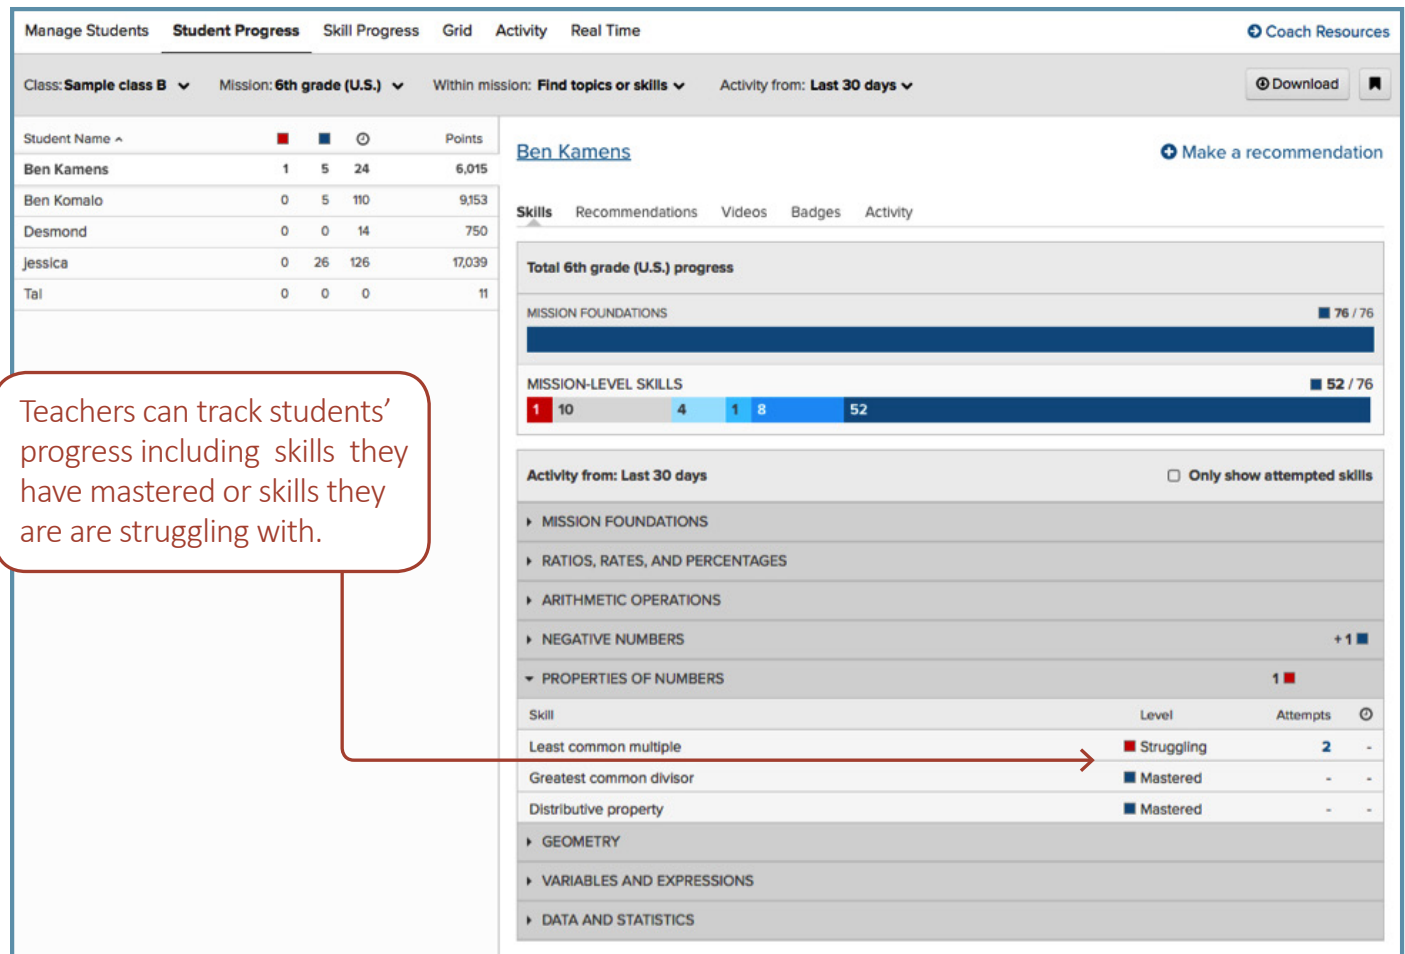 Manage Students Student Progress Skill Progress Grid Activity Real Time Coach Resources
Class: Sample class B Mission: 6th grade (U.S.) Within mission: Find topics or skills Activity from: Last 30 days Download
Student Name Points
Ben Kamens 1 5 24 6,015
Ben Komalo 0 5 110 9,153
Desmond 0 0 14 750
jessica 0 26 126 17,039
Tal 0 0 0 11
Teachers can track students’
progress including skills they
have mastered or skills they
are are struggling with.
Ben Kamens Make a recommendation
Skills Recommendations Videos Badges Activity
Total 6th grade (U.S.) progress
MISSION FOUNDATIONS 76 / 76
MISSION-LEVEL SKILLS 52 / 76
1 10 4 1 8 52
Activity from: Last 30 days Only show attempted skills
MISSION FOUNDATIONS
RATIOS, RATES, AND PERCENTAGES
ARITHMETIC OPERATIONS
NEGATIVE NUMBERS + 1
PROPERTIES OF NUMBERS 1
Skill Level Attempts
Least common multiple Struggling 2 -
Greatest common divisor Mastered - -
Distributive property Mastered - -
GEOMETRY
VARIABLES AND EXPRESSIONS
DATA AND STATISTICS